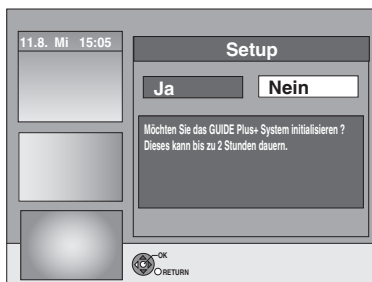 11.8. Mi 15:05
Setup
Ja
Nein
Möchten Sie das GUIDE Plus+ System initialisieren ?
Dieses kann bis zu 2 Stunden dauern.
OK
RETURN